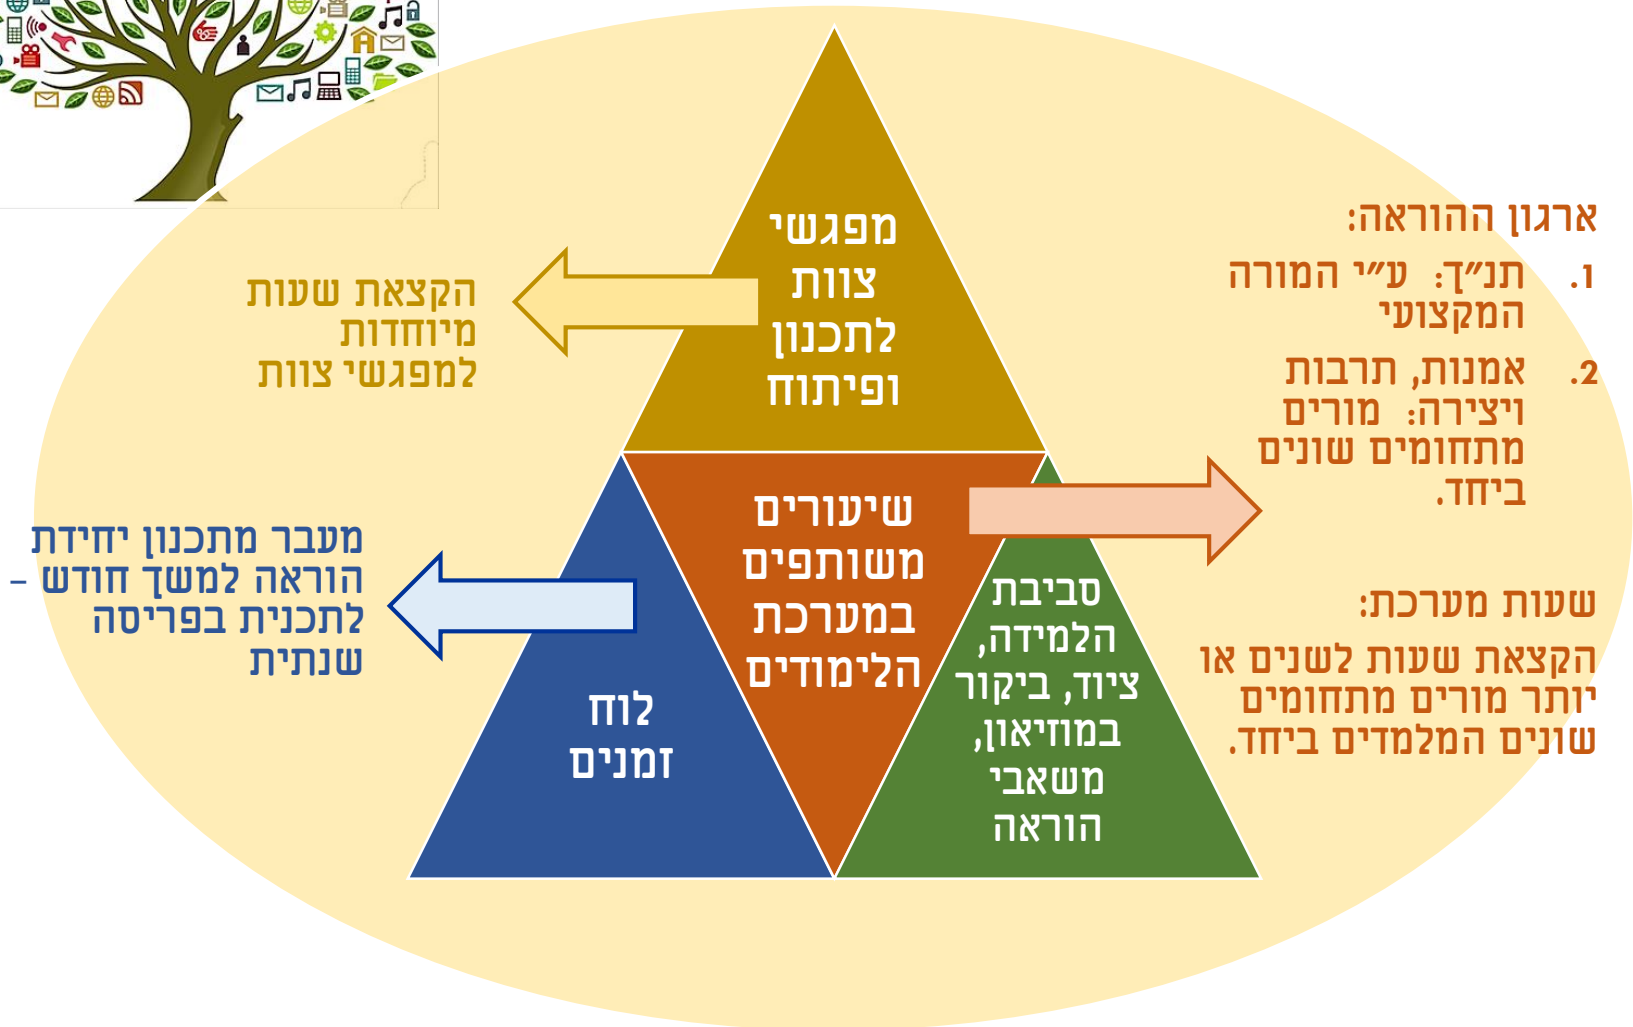 מפגשי
צוות
לתכנון
ופיתוח
ארגון ההוראה:
1. תנ״ך: ע״י המורה
המקצועי
2. אמנות, תרבות
ויצירה: מורים
מתחומים שונים
ביחד.
הקצאת שעות
מיוחדות
למפגשי צוות
שיעורים
משותפים
במערכת
הלימודים
שעות מערכת:
הקצאת שעות לשנים או
יותר מורים מתחומים
שונים המלמדים ביחד.
סביבת
הלמידה,
ציוד, ביקור
במוזיאון,
משאבי
הוראה
לוח
זמנים
מעבר מתכנון יחידת
הוראה למשך חודש –
לתכנית בפריסה
שנתית